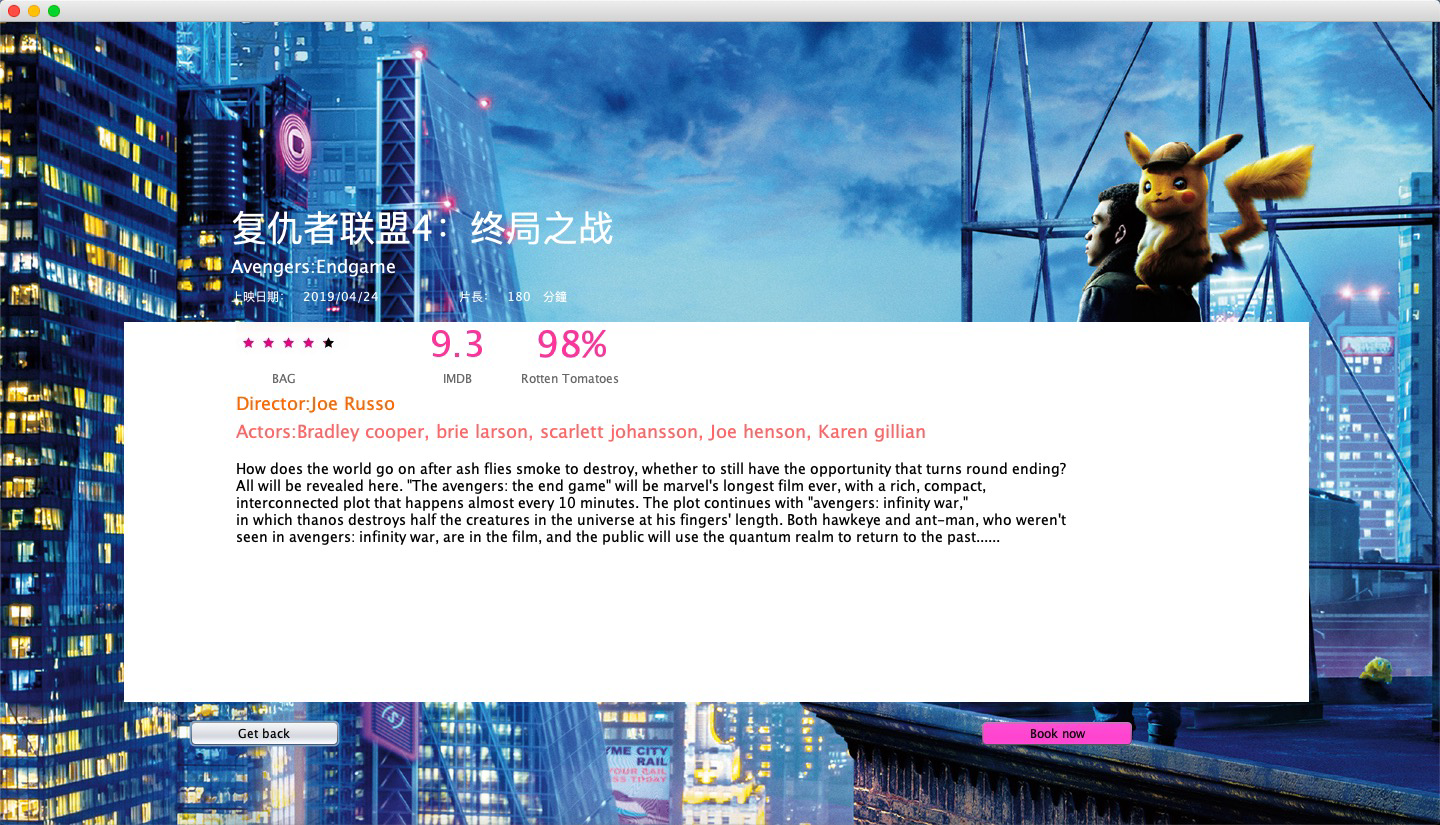 复仇者联盟4：终局之战
Avengers:Endgame
上映日期： 2019/04/24 片長： 180 分鐘
9.3 98%
BAG IMDB Rotten Tomatoes
Director:Joe Russo
Actors:Bradley cooper, brie larson, scarlett johansson, Joe henson, Karen gillian
How does the world go on after ash flies smoke to destroy, whether to still have the opportunity that turns round ending?
All will be revealed here. "The avengers: the end game" will be marvel's longest film ever, with a rich, compact,
interconnected plot that happens almost every 10 minutes. The plot continues with "avengers: infinity war,"
in which thanos destroys half the creatures in the universe at his fingers' length. Both hawkeye and ant-man, who weren't
seen in avengers: infinity war, are in the film, and the public will use the quantum realm to return to the past......
Get back Book now
YME CITY
RAIL
YOUR RAIL
SS TODAY